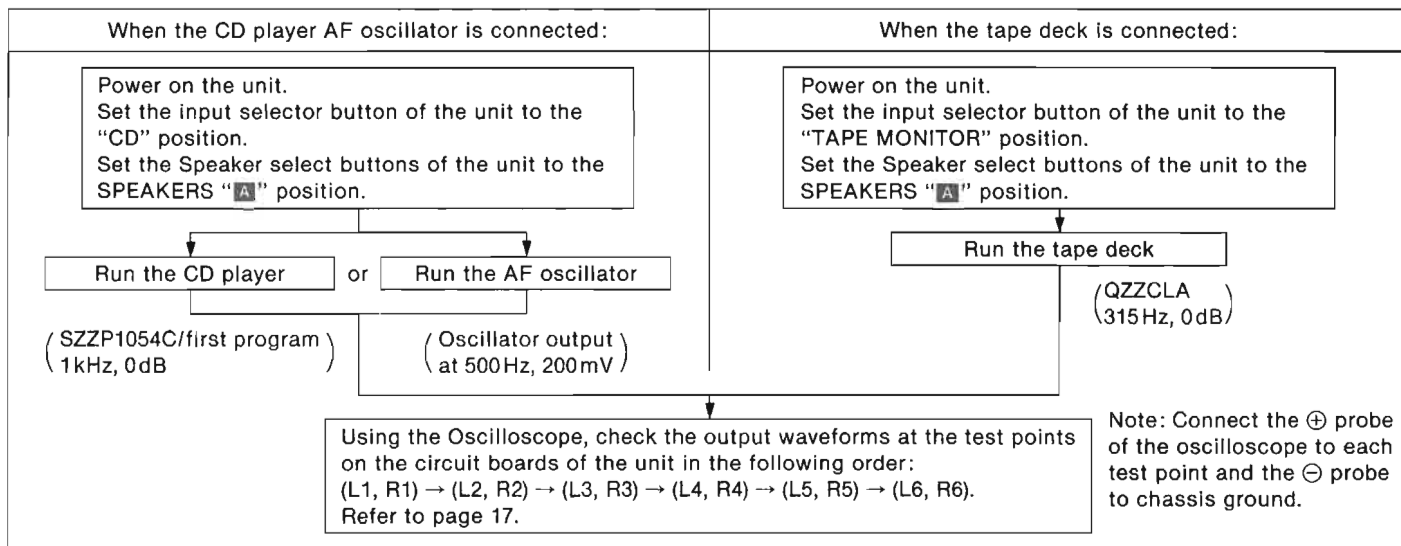 When the CD player AF oscillator is connected:
Power on the unit.
Set the input selector button of the unit to the
“CD” position.
Set the Speaker select buttons of the unit to the
SPEAKERS “A” position.
Run the CD player
or
Run the AF oscillator
(SZZP1054C/first program
1kHz, 0dB)
(Oscillator output
at 500Hz, 200mV)
When the tape deck is connected:
Power on the unit.
Set the input selector button of the unit to the
“TAPE MONITOR” position.
Set the Speaker select buttons of the unit to the
SPEAKERS “A” position.
Run the tape deck
(QZZCLA
315Hz, 0dB)
Using the Oscilloscope, check the output waveforms at the test points
on the circuit boards of the unit in the following order:
(L1, R1) → (L2, R2) → (L3, R3) → (L4, R4) → (L5, R5) → (L6, R6).
Refer to page 17.
Note: Connect the ⊕ probe
of the oscilloscope to each
test point and the ⊖ probe
to chassis ground.